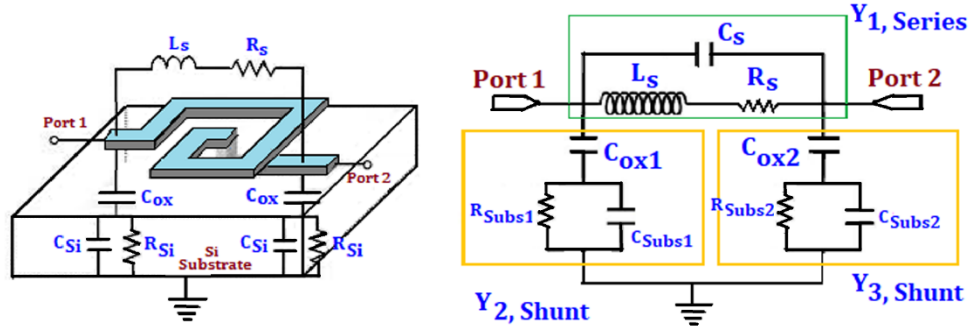 Ls
Rs
Port 1
Port 2
Cox
Cox
CSi
RSi
CSi
RSi
Si
Substrate
Y1, Series
Cs
Port 1
Ls
Rs
Port 2
Cox1
Cox2
RSubs1
CSubs1
RSubs2
CSubs2
Y2, Shunt
Y3, Shunt